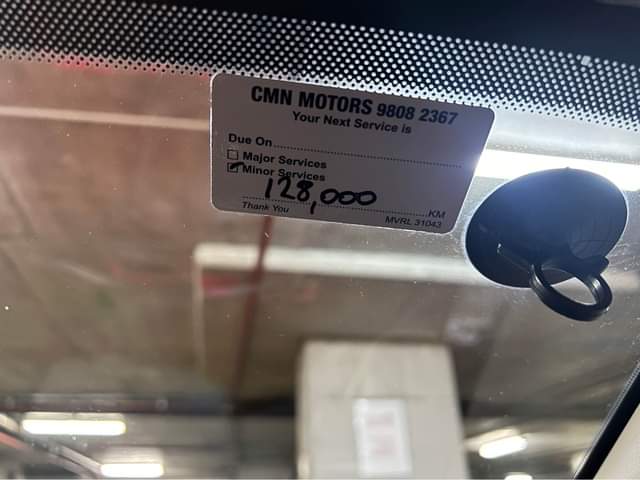 CMN MOTORS 9808 2367
Your Next Service is
Due On
Major Services
Minor Services
128,000
KM
Thank You
MVRL 31043